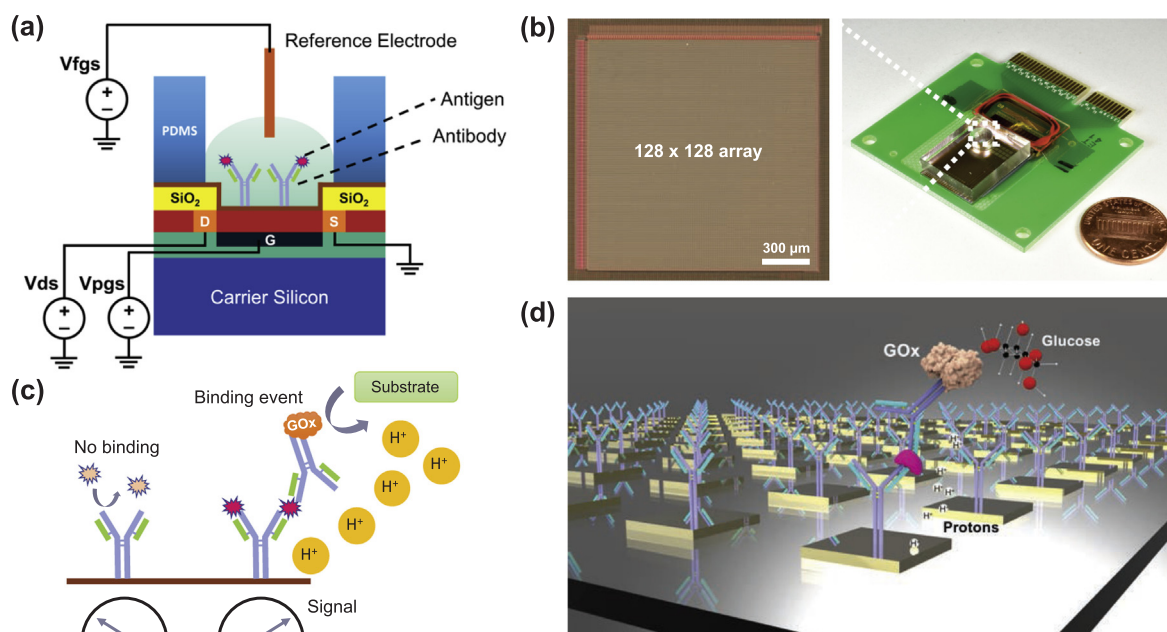 (a)
Reference Electrode
Vfgs
+
−
Antigen
Antibody
PDMS
SiO2
SiO2
D
S
G
Vds
Vpgs
+
−
+
−
Carrier Silicon
(b)
128 x 128 array
300 µm
(c)
Substrate
Binding event
GOx
No binding
H+
H+
H+
H+
H+
Signal
(d)
GOx
Glucose
H+
H+
H+
H+
H+
H+
Protons